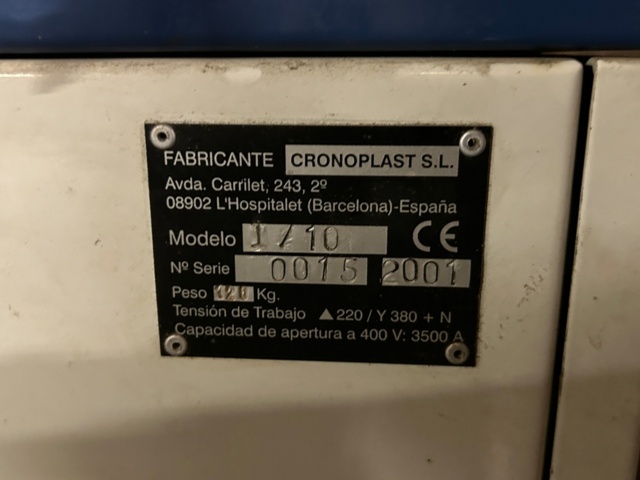 FABRICANTE CRONOPLAST S.L.
Avda. Carrilet, 243, 2º
08902 L'Hospitalet (Barcelona)-España
Modelo I/10 CE
Nº Serie 0015 2001
Peso Kg.
Tensión de Trabajo ▲220 / Y 380 + N
Capacidad de apertura a 400 V: 3500 A